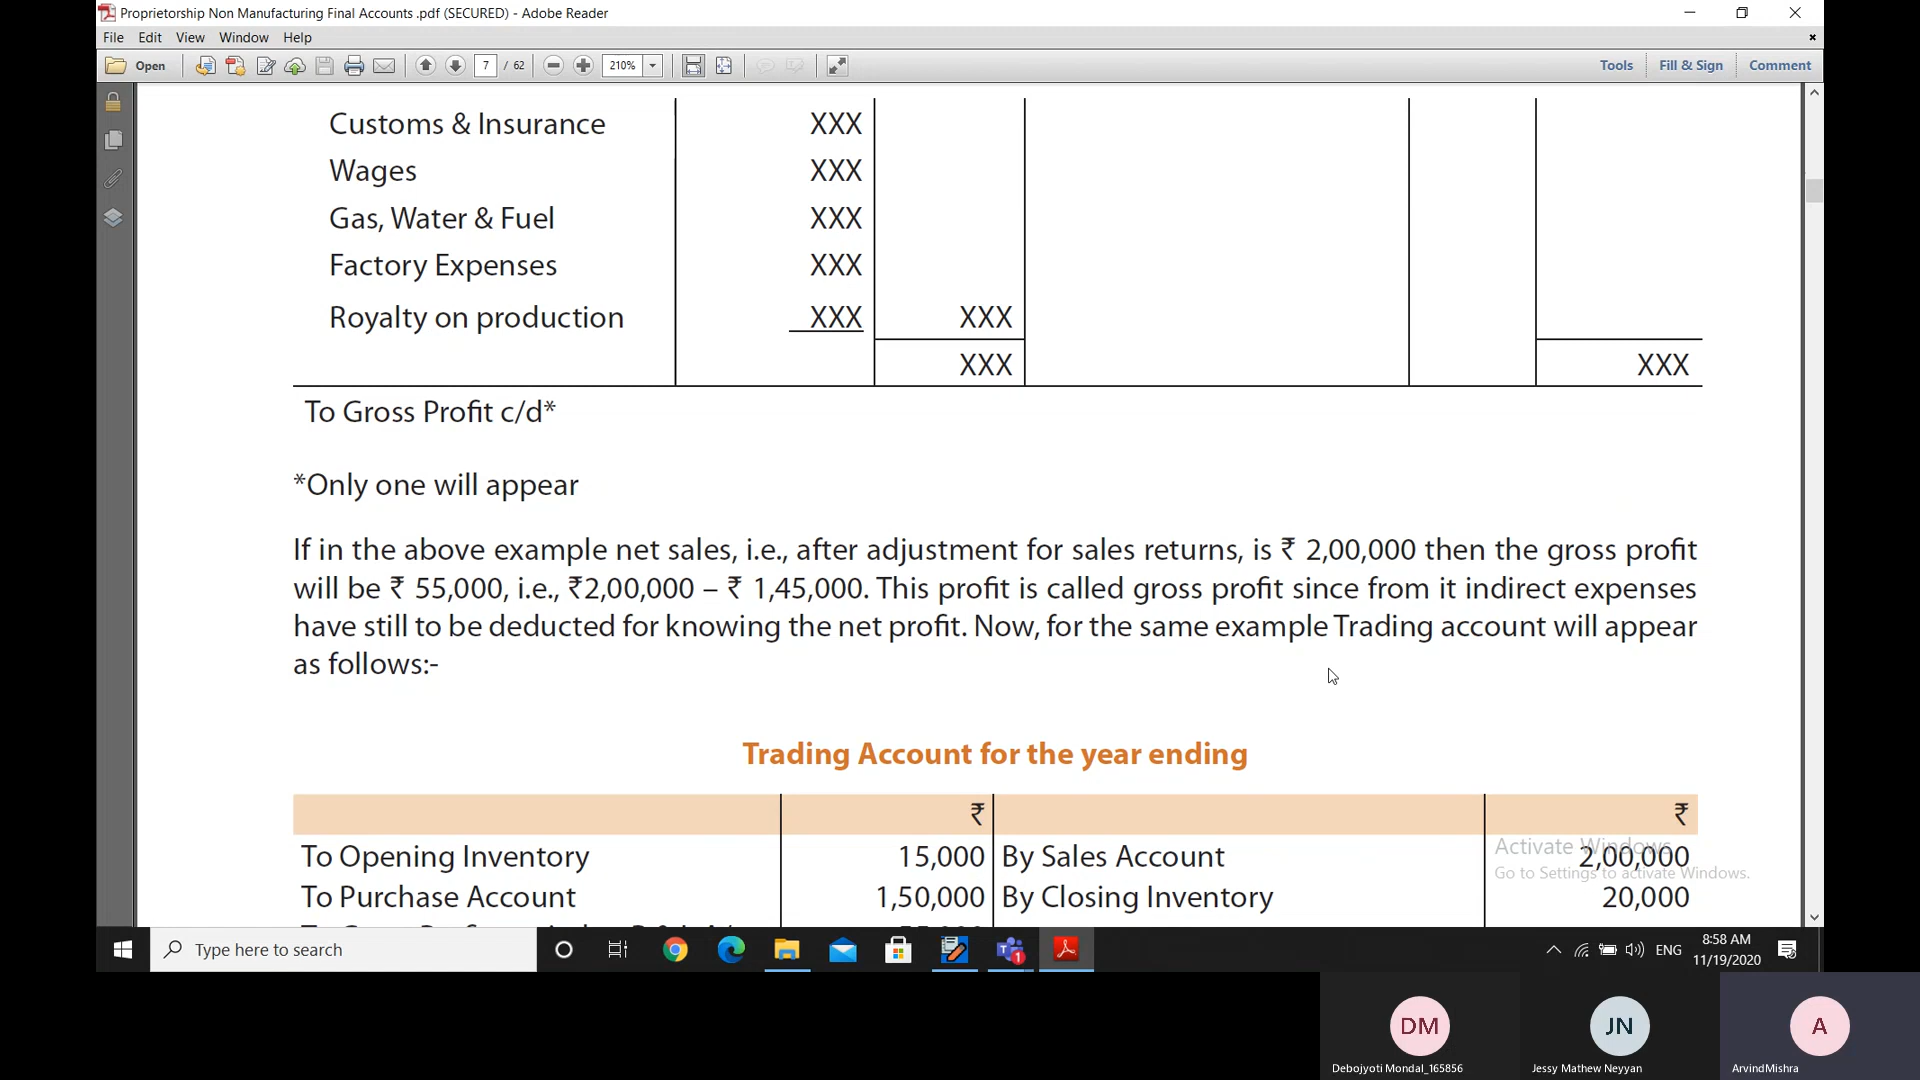 Proprietorship Non Manufacturing Final Accounts .pdf (SECURED) - Adobe Reader
File Edit View Window Help
Open 7 / 62 210% Tools Fill & Sign Comment
Customs & Insurance XXX
Wages XXX
Gas, Water & Fuel XXX
Factory Expenses XXX
Royalty on production XXX XXX
XXX XXX
To Gross Profit c/d*
*Only one will appear
If in the above example net sales, i.e., after adjustment for sales returns, is ₹ 2,00,000 then the gross profit
will be ₹ 55,000, i.e., ₹2,00,000 – ₹ 1,45,000. This profit is called gross profit since from it indirect expenses
have still to be deducted for knowing the net profit. Now, for the same example Trading account will appear
as follows:-
Trading Account for the year ending
₹ ₹
To Opening Inventory 15,000 By Sales Account 2,00,000
To Purchase Account 1,50,000 By Closing Inventory 20,000
Activate Windows
Go to Settings to activate Windows.
Type here to search
1
ENG
8:58 AM
11/19/2020
DM JN A
Debojyoti Mondal_165856 Jessy Mathew Neyyan ArvindMishra